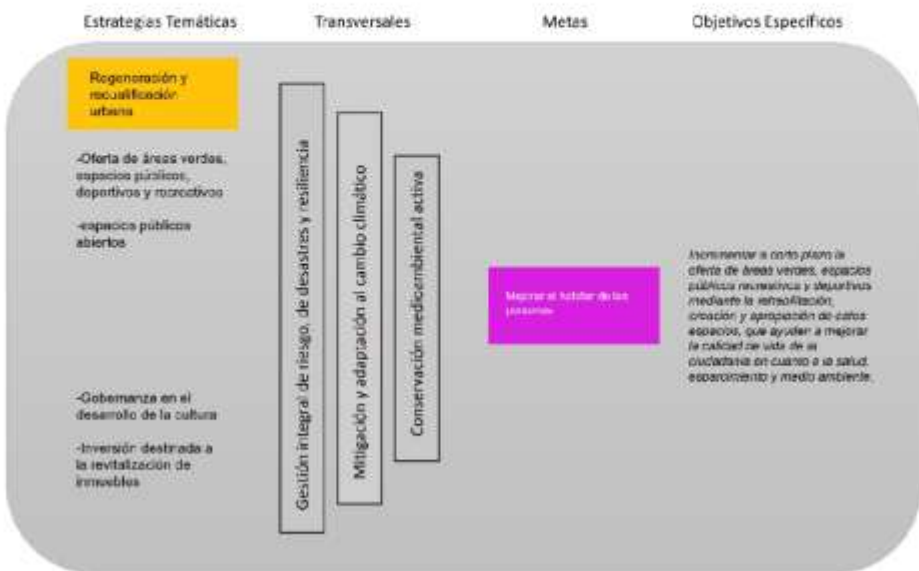 Estrategias Temáticas
Transversales
Metas
Objetivos Específicos
Regeneración y
recualificación
urbana
-Oferta de áreas verdes,
espacios públicos,
deportivos y recreativos
-espacios públicos
abiertos
-Gobernanza en el
desarrollo de la cultura
-Inversión destinada a
la revitalización de
inmuebles
Gestión integral de riesgo, de desastres y resiliencia
Mitigación y adaptación al cambio climático
Conservación medioambiental activa
Mejorar el habitar de las
personas
Incrementar a corto plazo la
oferta de áreas verdes, espacios
públicos recreativos y deportivos
mediante la rehabilitación,
creación y apropiación de estos
espacios, que ayuden a mejorar
la calidad de vida de la
ciudadanía en cuanto a la salud,
esparcimiento y medio ambiente.